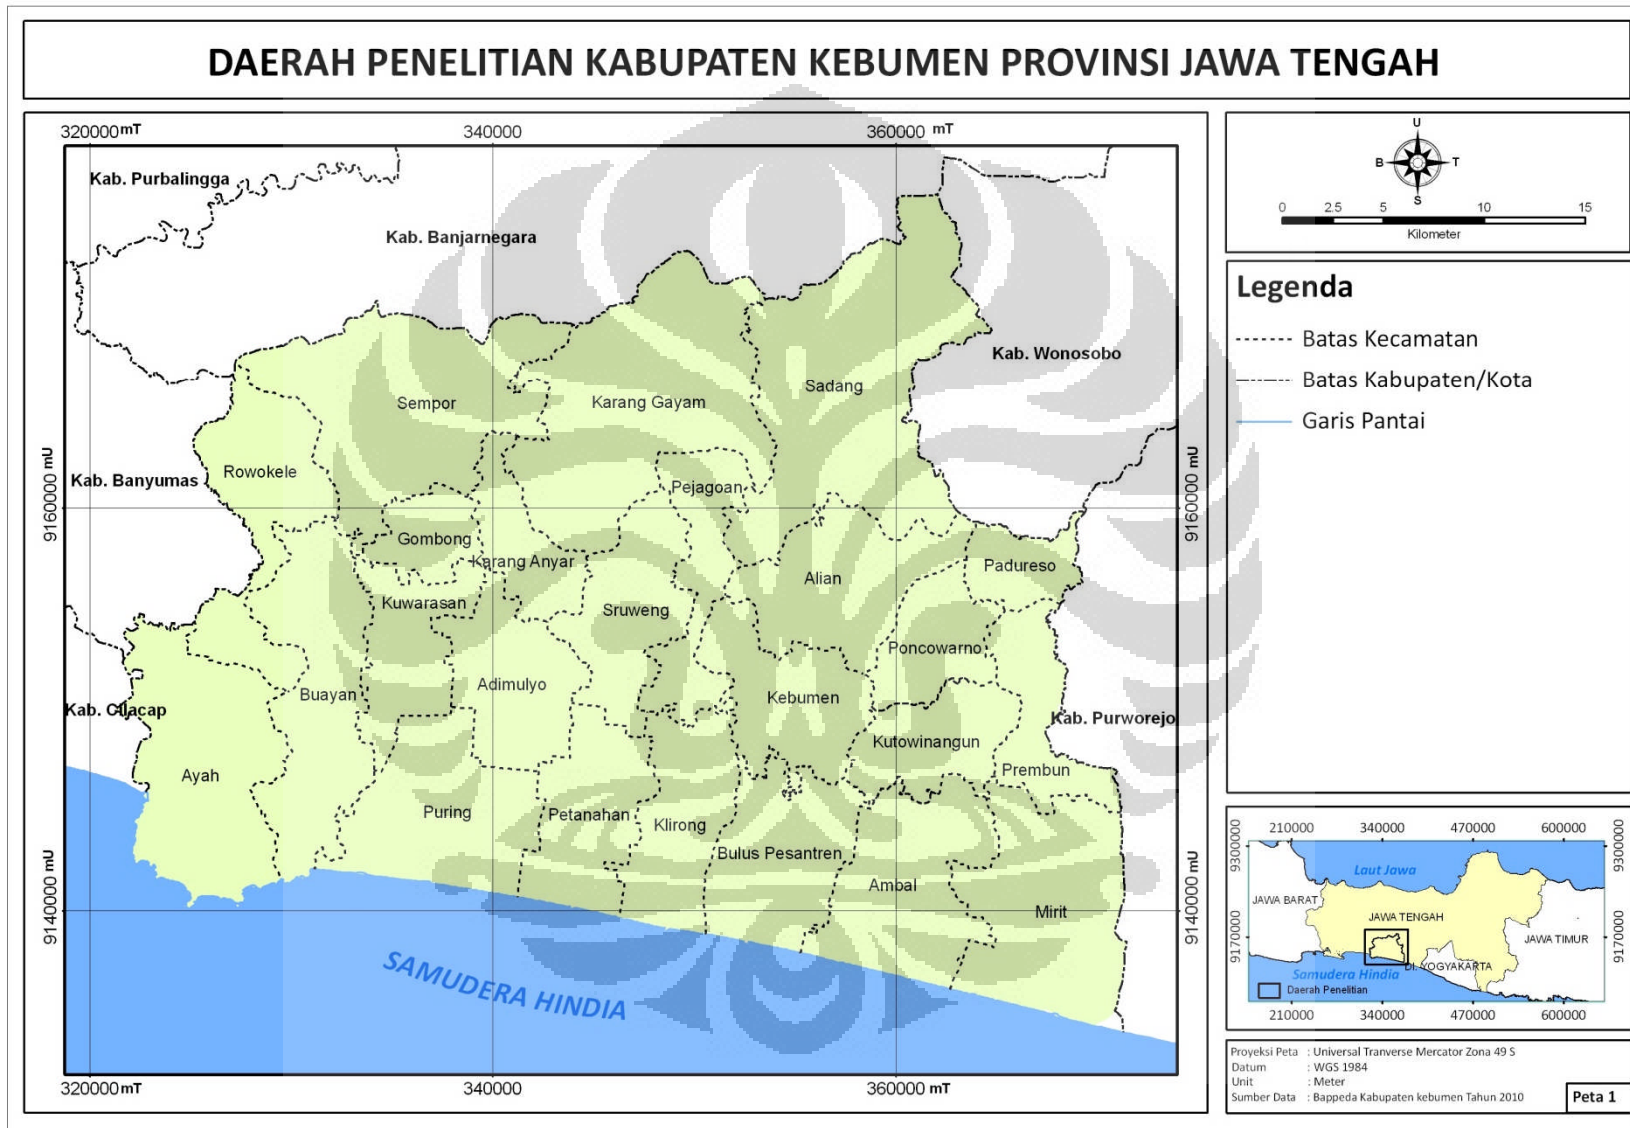 DAERAH PENELITIAN KABUPATEN KEBUMEN PROVINSI JAWA TENGAH
320000 mT
340000
360000 mT
Kab. Purbalingga
Kab. Banjarnegara
Kab. Wonosobo
Sadang
Sempor
Karang Gayam
Rowokele
Kab. Banyumas
Pejagoan
9160000 mU
9160000 mU
Gombong
Karang Anyar
Alian
Padureso
Kuwarasan
Sruweng
Poncowarno
Adimulyo
Buayan
Kebumen
Kab. Cilacap
Kab. Purworejo
Kutowinangun
Prembun
Ayah
Puring
Petanahan
Klirong
Bulus Pesantren
Ambal
Mirit
9140000 mU
9140000 mU
SAMUDERA HINDIA
320000 mT
340000
360000 mT
U
B
T
S
0 2.5 5 10 15
Kilometer
Legenda
Batas Kecamatan
Batas Kabupaten/Kota
Garis Pantai
210000 340000 470000 600000
9300000
9300000
Laut Jawa
JAWA BARAT
JAWA TENGAH
JAWA TIMUR
9170000
9170000
DI. YOGYAKARTA
Samudera Hindia
Daerah Penelitian
210000 340000 470000 600000
Proyeksi Peta : Universal Tranverse Mercator Zona 49 S
Datum : WGS 1984
Unit : Meter
Sumber Data : Bappeda Kabupaten kebumen Tahun 2010
Peta 1